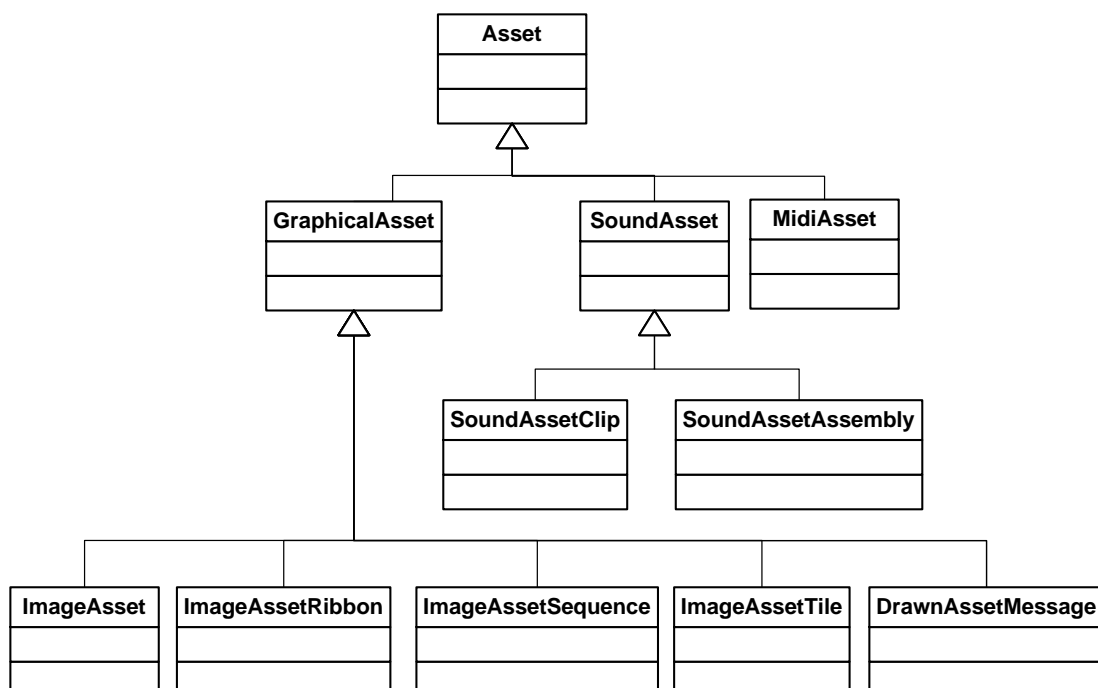 Asset
GraphicalAsset
SoundAsset
MidiAsset
SoundAssetClip
SoundAssetAssembly
ImageAsset
ImageAssetRibbon
ImageAssetSequence
ImageAssetTile
DrawnAssetMessage